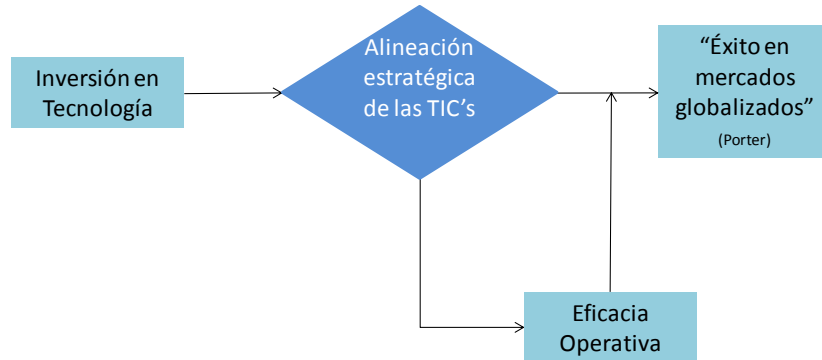 Inversión en
Tecnología
Alineación
estratégica
de las TIC’s
“Éxito en
mercados
globalizados”
(Porter)
Eficacia
Operativa